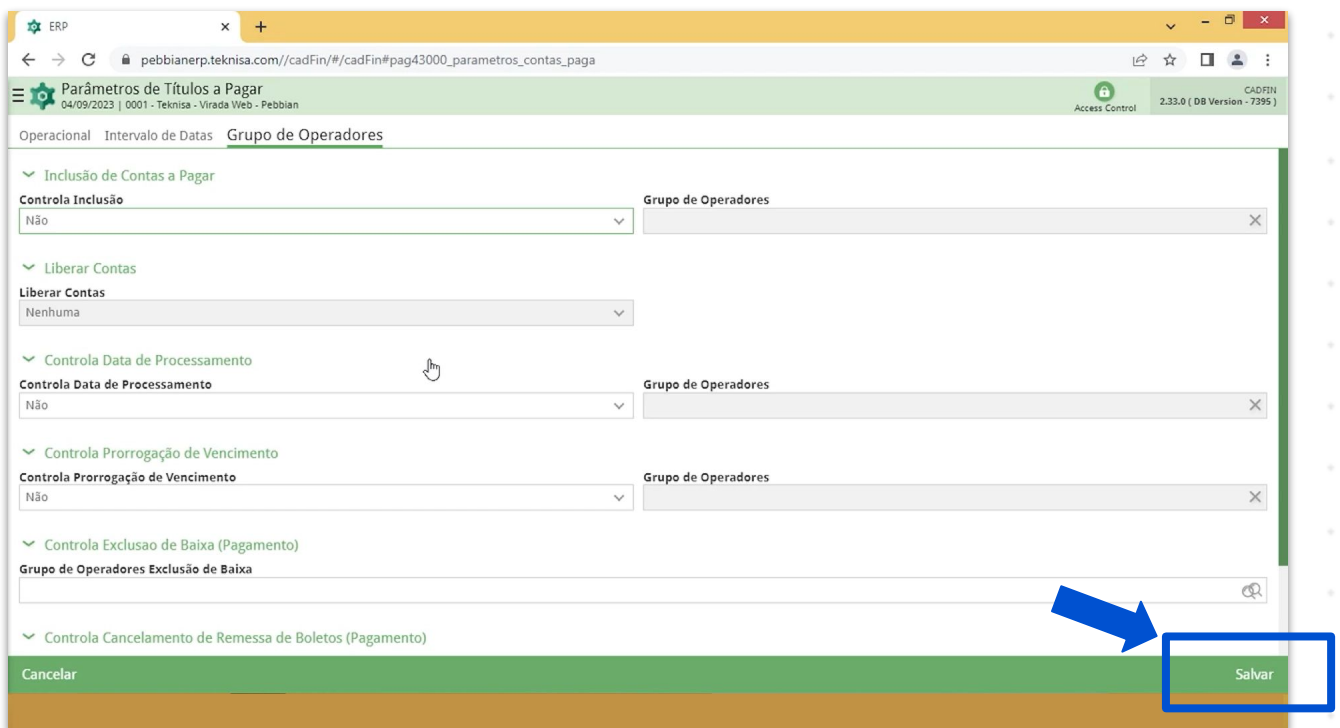 ERP
pebbianerp.teknisa.com//cadFin/#/cadFin#pag43000_parametros_contas_paga
Parâmetros de Títulos a Pagar
04/09/2023 | 0001 - Teknisa - Virada Web - Pebbian
Access Control
CADFIN
2.33.0 ( DB Version - 7395 )
Operacional Intervalo de Datas Grupo de Operadores
Inclusão de Contas a Pagar
Controla Inclusão Grupo de Operadores
Não
Liberar Contas
Liberar Contas
Nenhuma
Controla Data de Processamento
Controla Data de Processamento Grupo de Operadores
Não
Controla Prorrogação de Vencimento
Controla Prorrogação de Vencimento Grupo de Operadores
Não
Controla Exclusao de Baixa (Pagamento)
Grupo de Operadores Exclusão de Baixa
Controla Cancelamento de Remessa de Boletos (Pagamento)
Cancelar Salvar